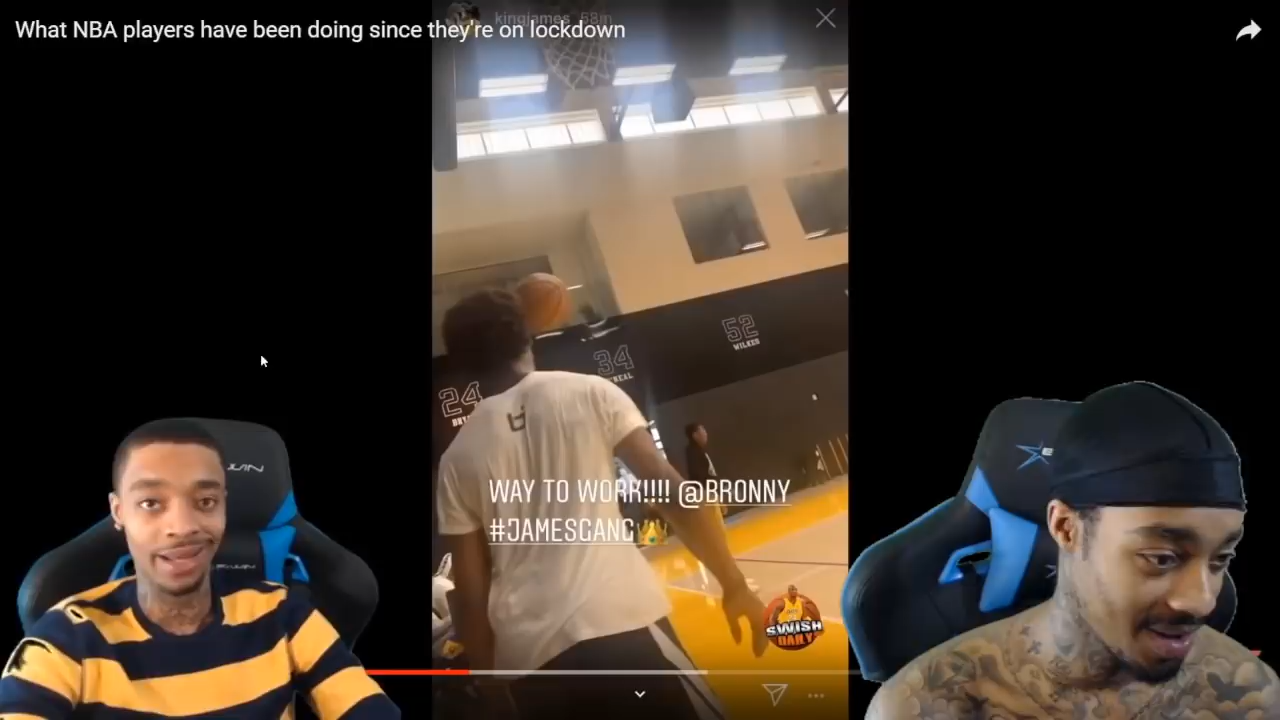 kingjames 58m
What NBA players have been doing since they're on lockdown
52
WILKES
34
24
WAY TO WORK!!!! @BRONNY
#JAMESGANG
SWISH
DAILY